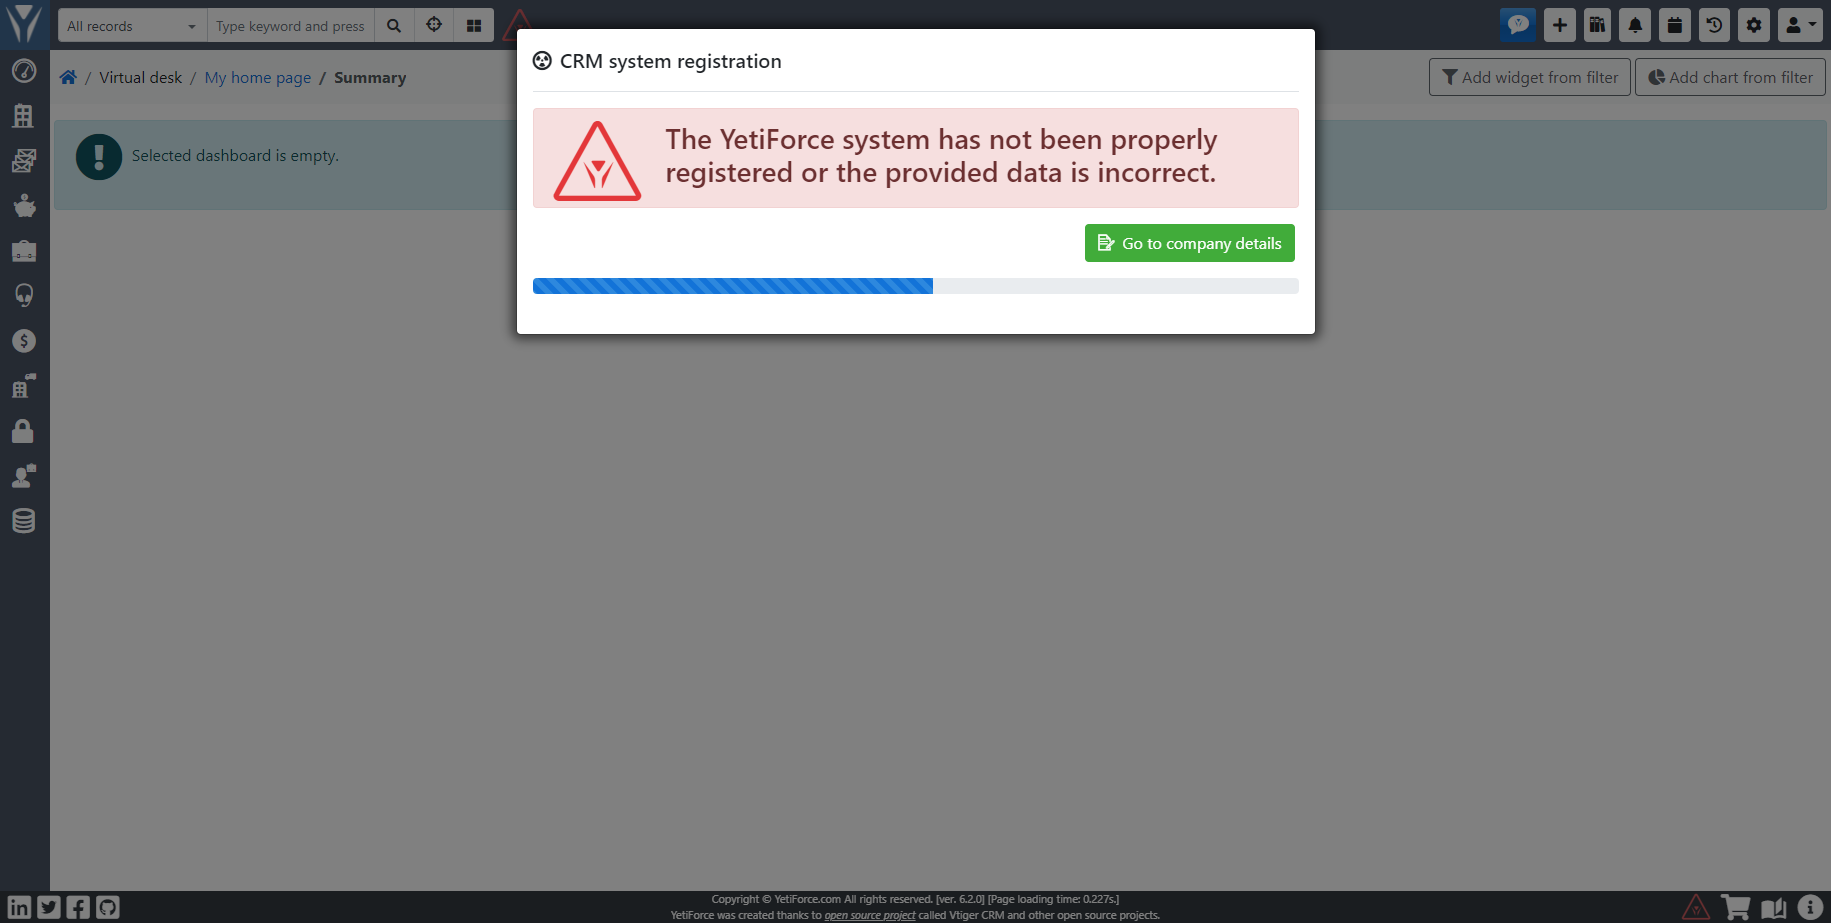 All records
Type keyword and press
CRM system registration
/ Virtual desk / My home page / Summary
Add widget from filter
Add chart from filter
The YetiForce system has not been properly
registered or the provided data is incorrect.
Selected dashboard is empty.
Go to company details
Copyright © YetiForce.com All rights reserved. [ver. 6.2.0] [Page loading time: 0.227s.]
YetiForce was created thanks to open source project called Vtiger CRM and other open source projects.